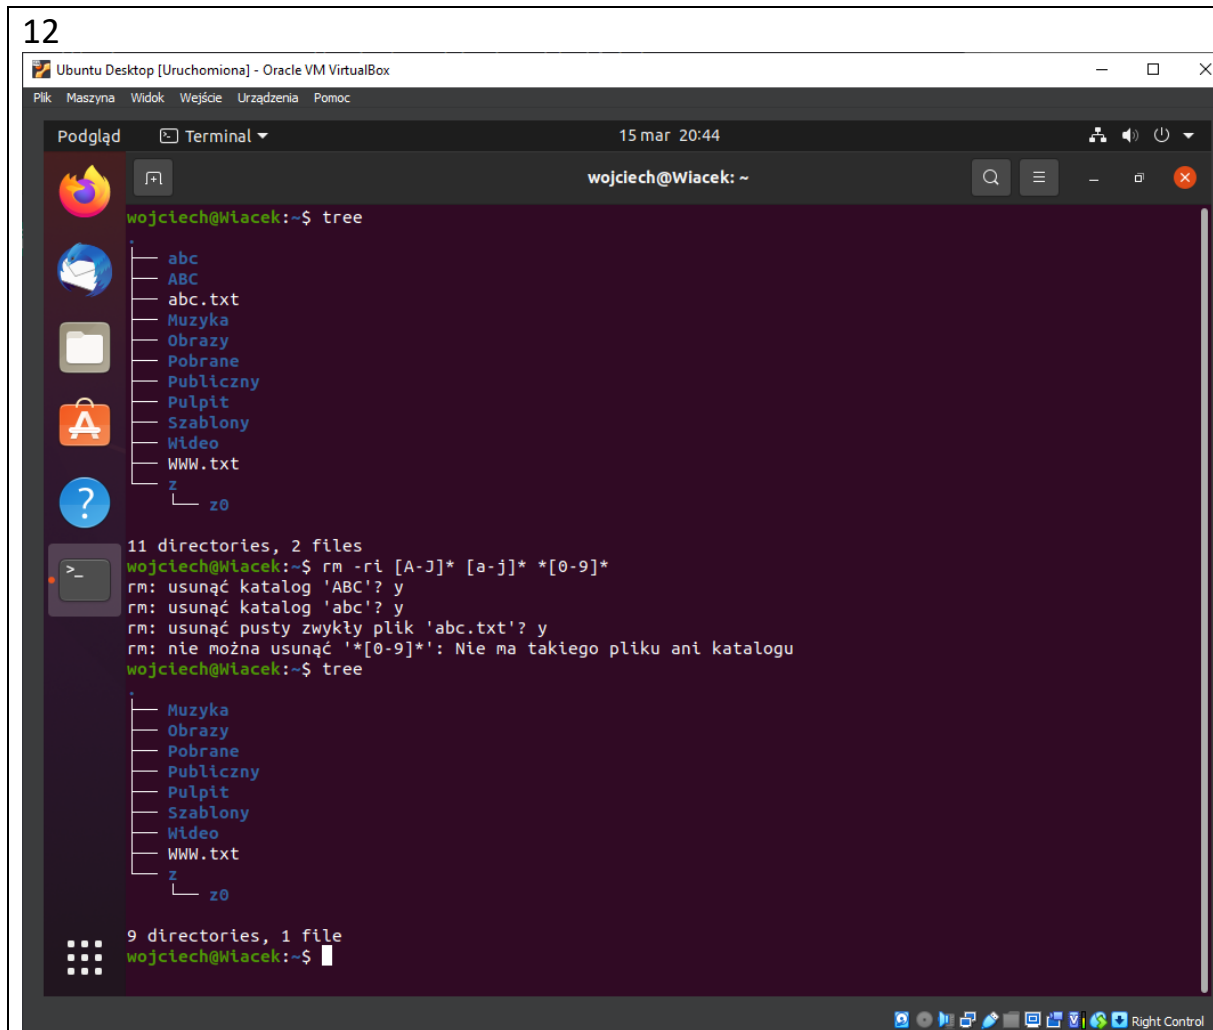 12
Ubuntu Desktop [Uruchomiona] - Oracle VM VirtualBox
Plik Maszyna Widok Wejście Urządzenia Pomoc
Podgląd Terminal 15 mar 20:44
wojciech@Wiacek: ~
wojciech@Wiacek:~$ tree
.
├── abc
├── ABC
├── abc.txt
├── Muzyka
├── Obrazy
├── Pobrane
├── Publiczny
├── Pulpit
├── Szablony
├── Wideo
├── WWW.txt
└── z
    └── z0
11 directories, 2 files
wojciech@Wiacek:~$ rm -ri [A-J]* [a-j]* *[0-9]*
rm: usunąć katalog 'ABC'? y
rm: usunąć katalog 'abc'? y
rm: usunąć pusty zwykły plik 'abc.txt'? y
rm: nie można usunąć '*[0-9]*': Nie ma takiego pliku ani katalogu
wojciech@Wiacek:~$ tree
.
├── Muzyka
├── Obrazy
├── Pobrane
├── Publiczny
├── Pulpit
├── Szablony
├── Wideo
├── WWW.txt
└── z
    └── z0
9 directories, 1 file
wojciech@Wiacek:~$
Right Control